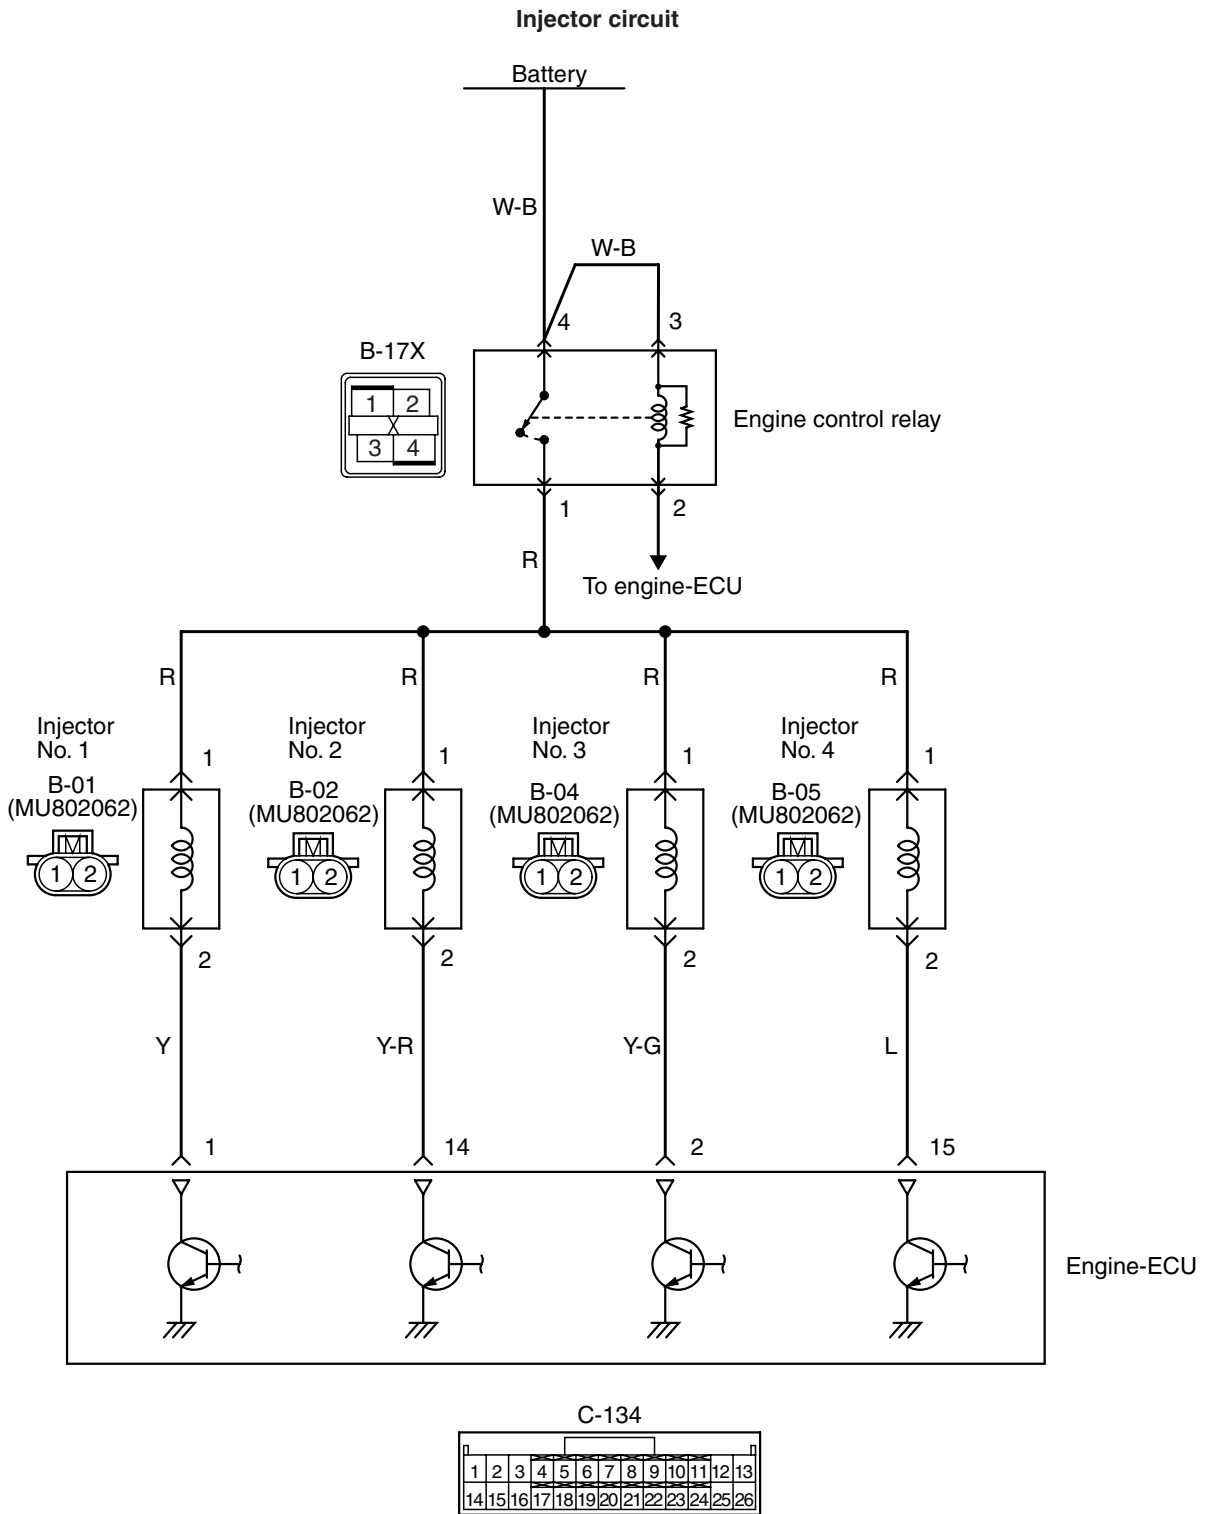 Injector circuit
Battery
W-B
W-B
4
3
B-17X
1 2
3 4
Engine control relay
1
2
R
To engine-ECU
R
R
R
R
Injector
No. 1
Injector
No. 2
Injector
No. 3
Injector
No. 4
1
1
1
1
B-01
(MU802062)
B-02
(MU802062)
B-04
(MU802062)
B-05
(MU802062)
1 2
1 2
1 2
1 2
2
2
2
2
Y
Y-R
Y-G
L
1
14
2
15
Engine-ECU
C-134
1 2 3 4 5 6 7 8 9 10 11 12 13
14 15 16 17 18 19 20 21 22 23 24 25 26